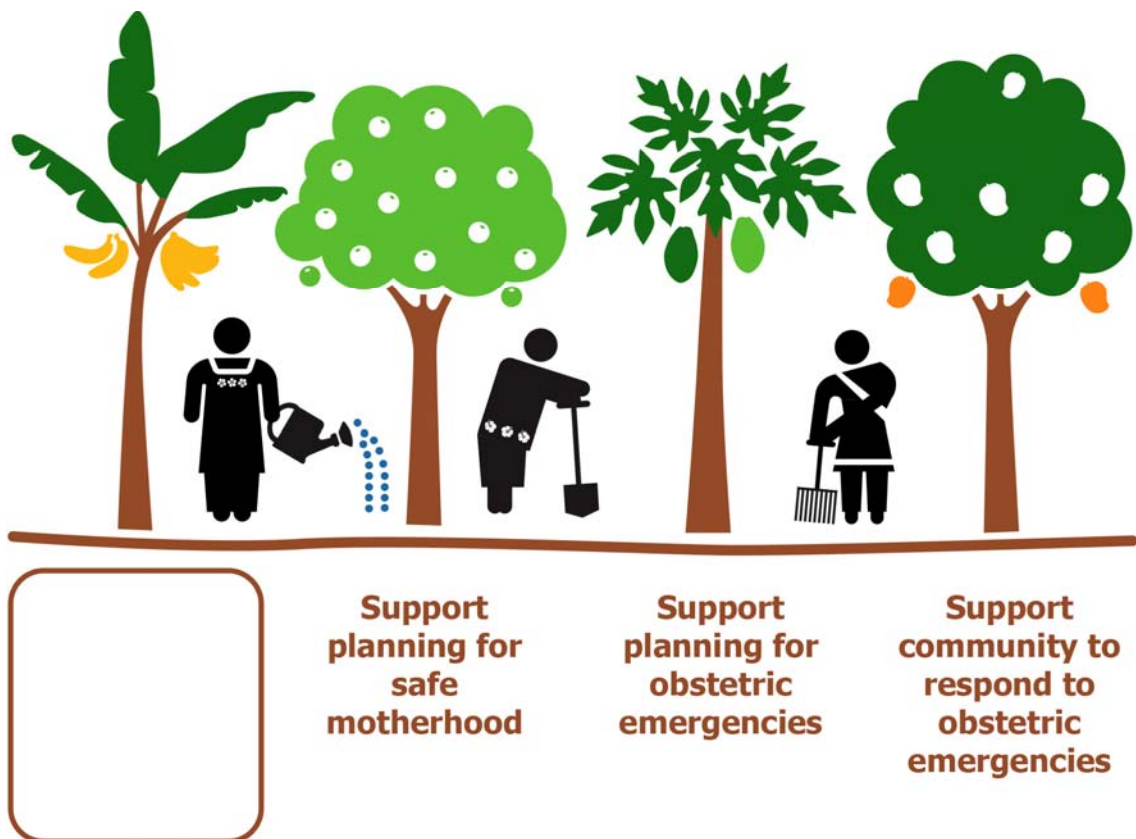 Support
planning for
safe
motherhood
Support
planning for
obstetric
emergencies
Support
community to
respond to
obstetric
emergencies